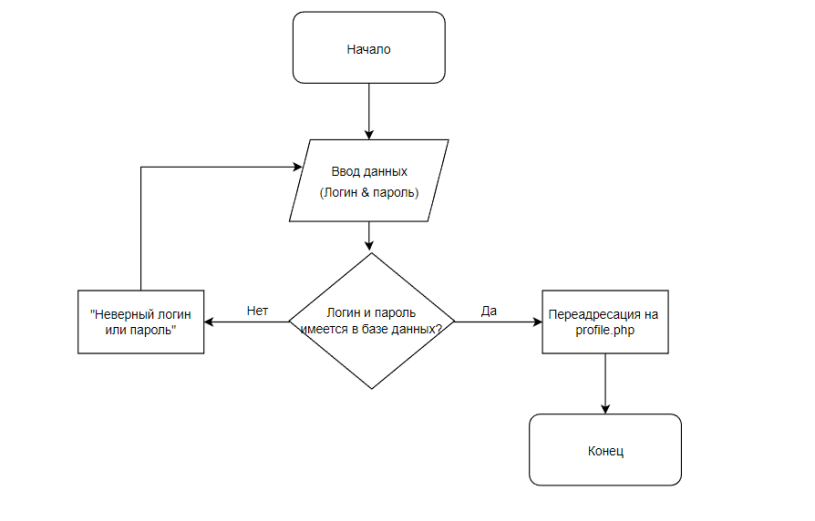 Начало
Ввод данных
(Логин & пароль)
"Неверный логин
или пароль"
Нет
Логин и пароль
имеется в базе данных?
Да
Переадресация на
profile.php
Конец